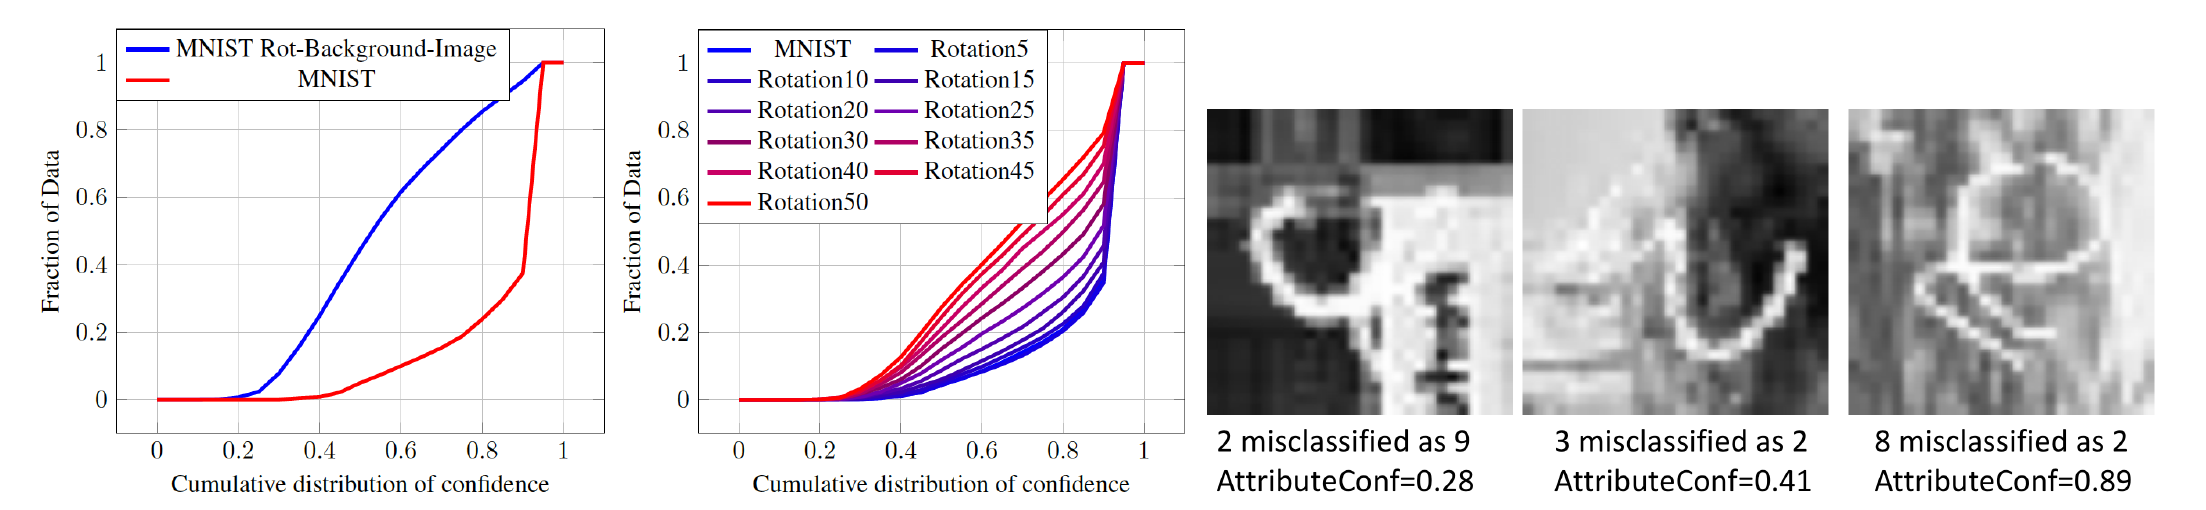 MNIST Rot-Background-Image
MNIST
1
0.8
0.6
0.4
0.2
0
Fraction of Data
0 0.2 0.4 0.6 0.8 1
Cumulative distribution of confidence
MNIST Rotation5
Rotation10 Rotation15
Rotation20 Rotation25
Rotation30 Rotation35
Rotation40 Rotation45
Rotation50
1
0.8
0.6
0.4
0.2
0
Fraction of Data
0 0.2 0.4 0.6 0.8 1
Cumulative distribution of confidence
2 misclassified as 9
AttributeConf=0.28
3 misclassified as 2
AttributeConf=0.41
8 misclassified as 2
AttributeConf=0.89